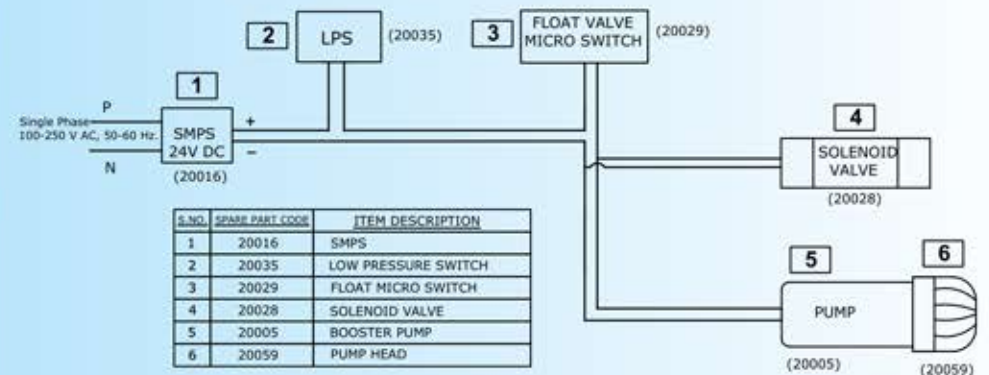 2
LPS
(20035)
3
FLOAT VALVE
MICRO SWITCH
(20029)
1
P
Single Phase
100-250 V AC, 50-60 Hz.
N
SMPS
24V DC
+
−
(20016)
4
SOLENOID
VALVE
(20028)
S.NO. SPARE PART CODE ITEM DESCRIPTION
1 20016 SMPS
2 20035 LOW PRESSURE SWITCH
3 20029 FLOAT MICRO SWITCH
4 20028 SOLENOID VALVE
5 20005 BOOSTER PUMP
6 20059 PUMP HEAD
5
6
PUMP
(20005)
(20059)